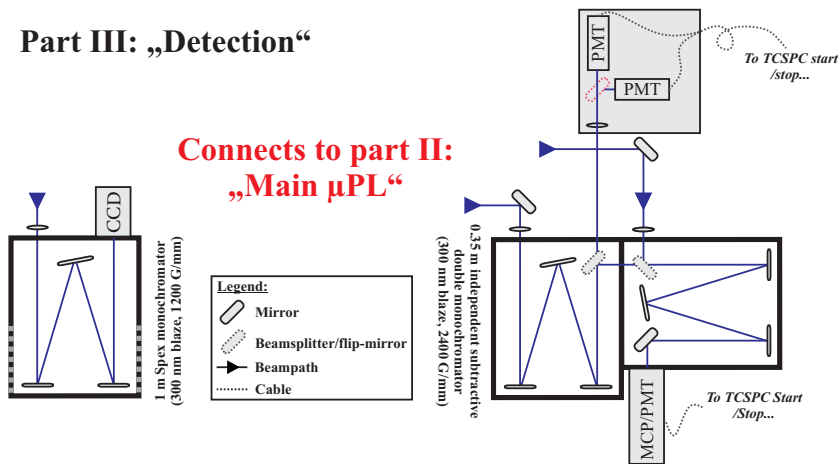 Part III: „Detection“
PMT
PMT
To TCSPC start
/stop...
Connects to part II:
„Main μPL“
CCD
1 m Spex monochromator
(300 nm blaze, 1200 G/mm)
Legend:
Mirror
Beamsplitter/flip-mirror
Beampath
Cable
0.35 m independent subtractive
double monochromator
(300 nm blaze, 2400 G/mm)
MCP/PMT
To TCSPC Start
/Stop...